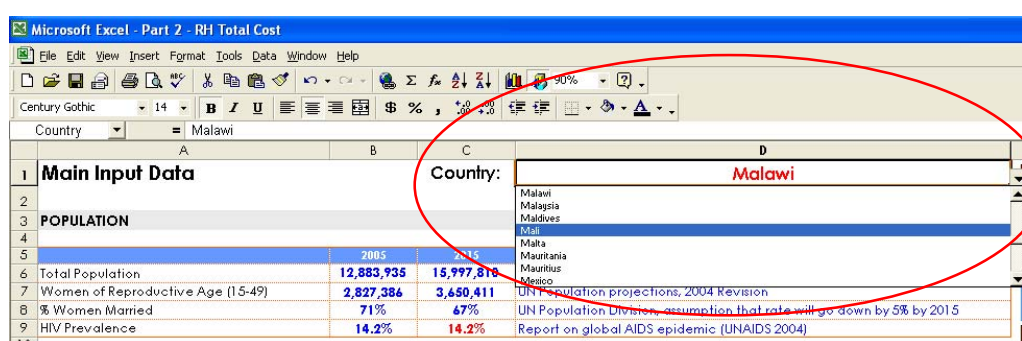 Microsoft Excel - Part 2 - RH Total Cost
File Edit View Insert Format Tools Data Window Help
90%
Century Gothic 14 B I U $ % ,
Country = Malawi
A B C D
1 Main Input Data Country: Malawi
Malawi
2 Malaysia
3 POPULATION Maldives
Mali
4 Malta
5 2005 2015 Mauritania
Mauritius
6 Total Population 12,883,935 15,997,810 Mexico
7 Women of Reproductive Age (15-49) 2,827,386 3,650,411 UN Population projections, 2004 Revision
8 % Women Married 71% 67% UN Population Division, assumption that rate will go down by 5% by 2015
9 HIV Prevalence 14.2% 14.2% Report on global AIDS epidemic (UNAIDS 2004)